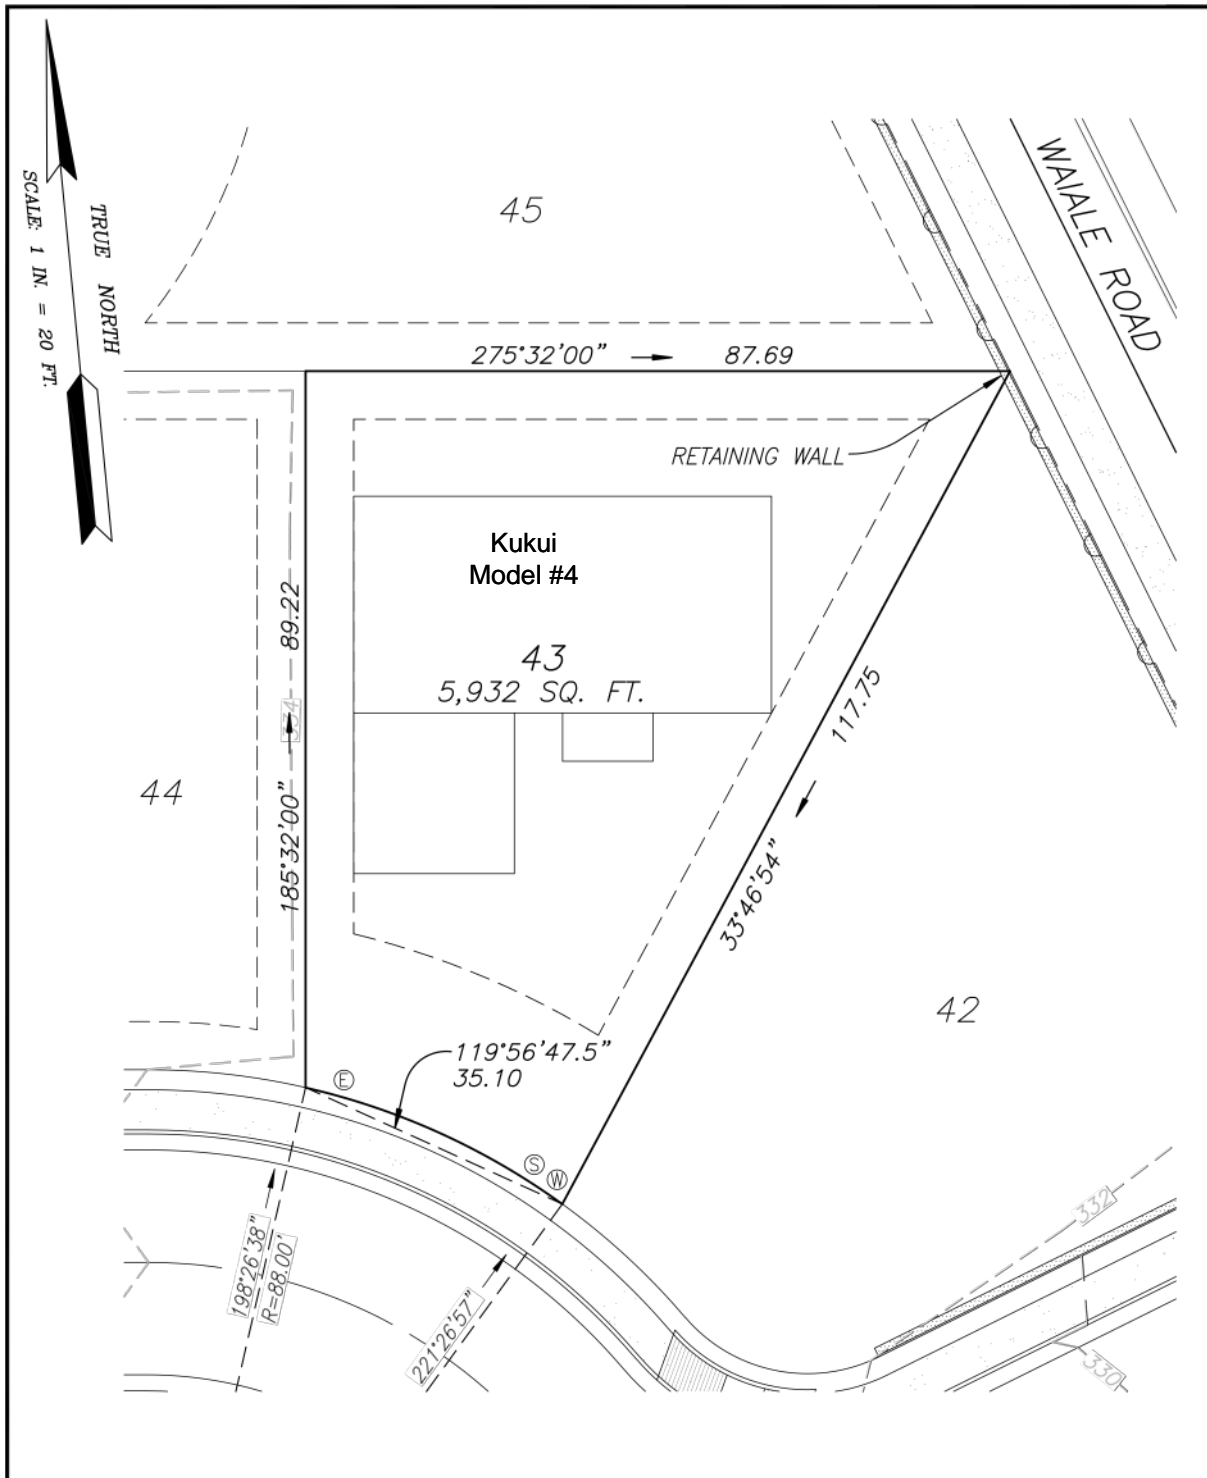 TRUE NORTH
SCALE: 1 IN. = 20 FT.
45
WAIALE ROAD
275°32'00" 87.69
RETAINING WALL
Kukui
Model #4
43
5,932 SQ. FT.
185°32'00" 89.22
334
117.75
33°46'54"
44
42
119°56'47.5"
35.10
E
S
W
198°26'38"
R=88.00'
221°26'57"
332
330